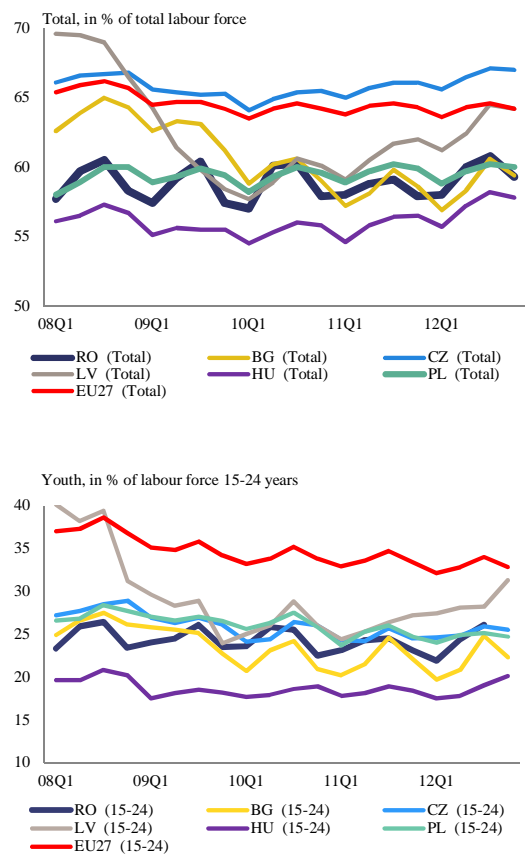 Total, in % of total labour force
70
65
60
55
50
08Q1 09Q1 10Q1 11Q1 12Q1
RO (Total) BG (Total) CZ (Total)
LV (Total) HU (Total) PL (Total)
EU27 (Total)
Youth, in % of labour force 15-24 years
40
35
30
25
20
15
10
08Q1 09Q1 10Q1 11Q1 12Q1
RO (15-24) BG (15-24) CZ (15-24)
LV (15-24) HU (15-24) PL (15-24)
EU27 (15-24)